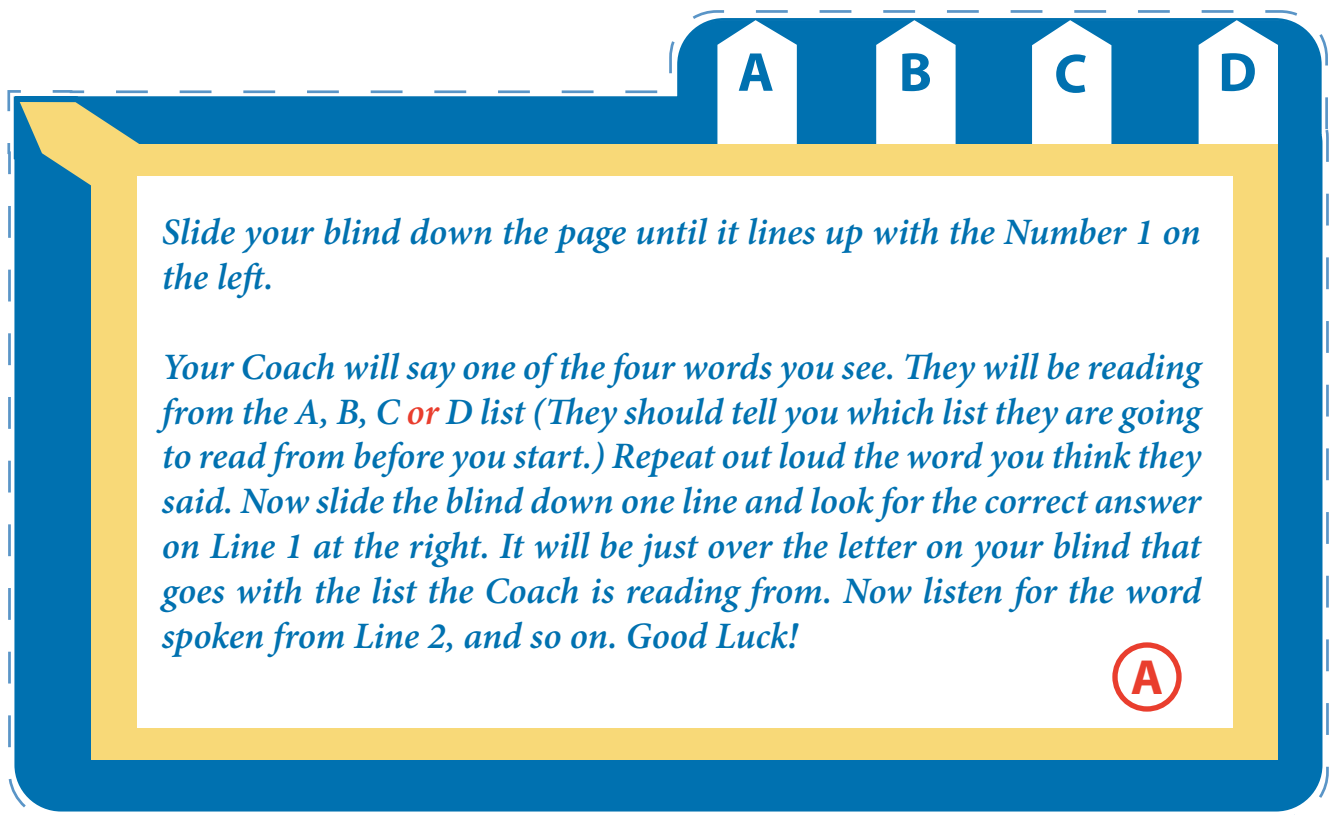 A B C D
Slide your blind down the page until it lines up with the Number 1 on
the left.
Your Coach will say one of the four words you see. They will be reading
from the A, B, C or D list (They should tell you which list they are going
to read from before you start.) Repeat out loud the word you think they
said. Now slide the blind down one line and look for the correct answer
on Line 1 at the right. It will be just over the letter on your blind that
goes with the list the Coach is reading from. Now listen for the word
spoken from Line 2, and so on. Good Luck!
A